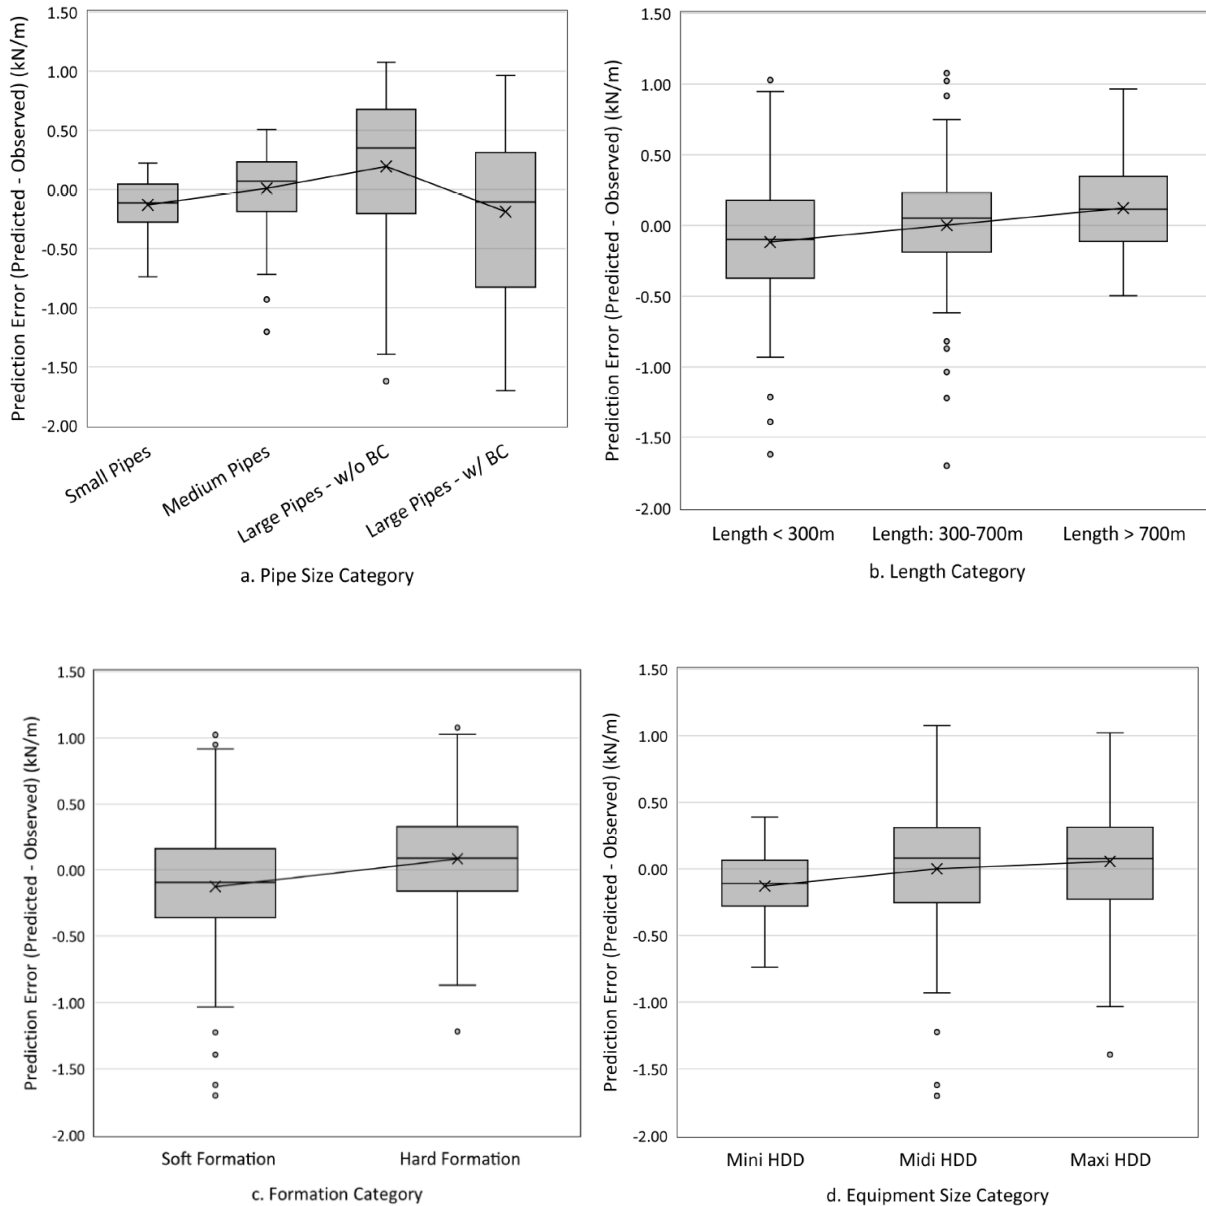 Prediction Error (Predicted - Observed) (kN/m)
1.50
1.00
0.50
0.00
-0.50
-1.00
-1.50
-2.00
Small Pipes
Medium Pipes
Large Pipes - w/o BC
Large Pipes - w/ BC
a. Pipe Size Category
Prediction Error (Predicted - Observed) (kN/m)
1.50
1.00
0.50
0.00
-0.50
-1.00
-1.50
-2.00
Length < 300m
Length: 300-700m
Length > 700m
b. Length Category
Prediction Error (Predicted - Observed) (kN/m)
1.50
1.00
0.50
0.00
-0.50
-1.00
-1.50
-2.00
Soft Formation
Hard Formation
c. Formation Category
Prediction Error (Predicted - Observed) (kN/m)
1.50
1.00
0.50
0.00
-0.50
-1.00
-1.50
-2.00
Mini HDD
Midi HDD
Maxi HDD
d. Equipment Size Category